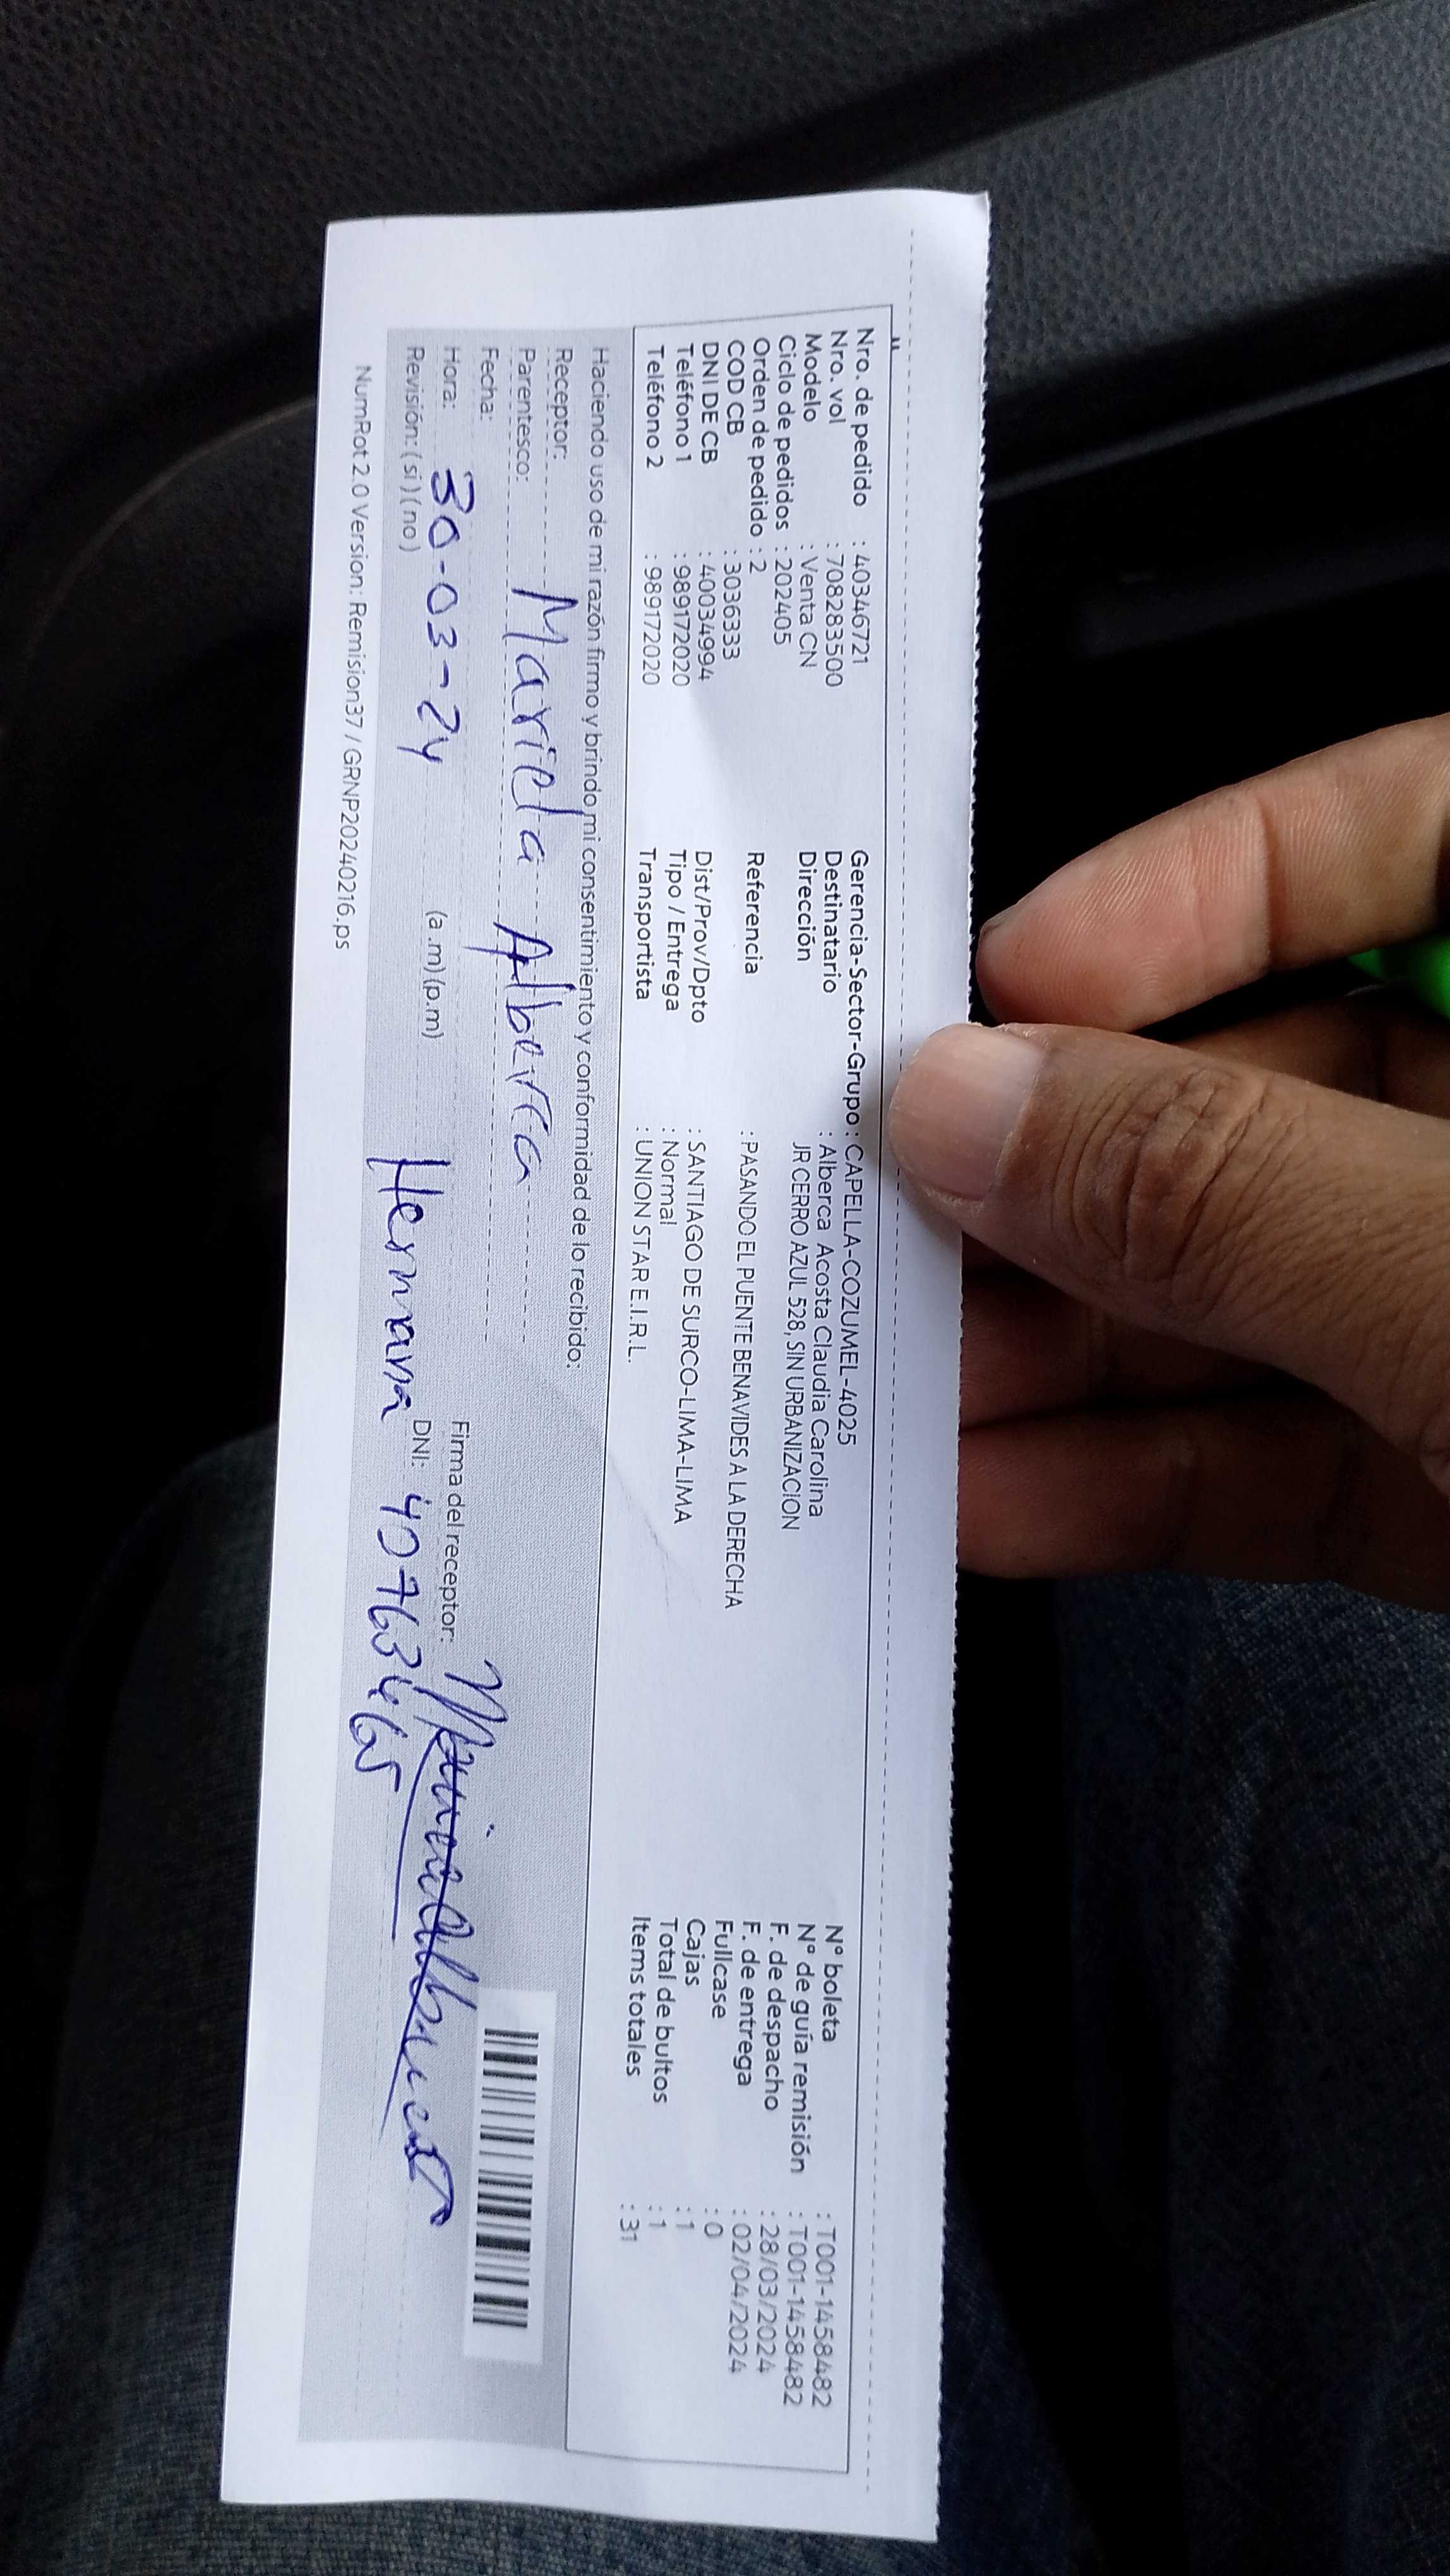 Nro. de pedido : 40346721
Nro. vol : 708283500
Modelo : Venta CN
Ciclo de pedidos : 202405
Orden de pedido : 2
COD CB : 3036333
DNI DE CB : 40034994
Teléfono 1 : 989172020
Teléfono 2 : 989172020
Gerencia-Sector-Grupo : CAPELLA-COZUMEL-4025
Destinatario : Alberca Acosta Claudia Carolina
Dirección JR CERRO AZUL 528, SIN URBANIZACION
Referencia : PASANDO EL PUENTE BENAVIDES A LA DERECHA
Dist/Prov/Dpto : SANTIAGO DE SURCO-LIMA-LIMA
Tipo / Entrega : Normal
Transportista : UNION STAR E.I.R.L.
N° boleta : T001-1458482
N° de guía remisión : T001-1458482
F. de despacho : 28/03/2024
F. de entrega : 02/04/2024
Fullcase : 0
Cajas : 1
Total de bultos : 1
Items totales : 31
Haciendo uso de mi razón firmo y brindo mi consentimiento y conformidad de lo recibido:
Receptor: Mariela Alberca
Parentesco:
Fecha:
Hora: 30-03-24 (a.m)(p.m)
Revisión: (si)(no)
Hermana
Firma del receptor:
DNI: 40763465
NumRot 2.0 Version: Remision37 / GRNP20240216.ps